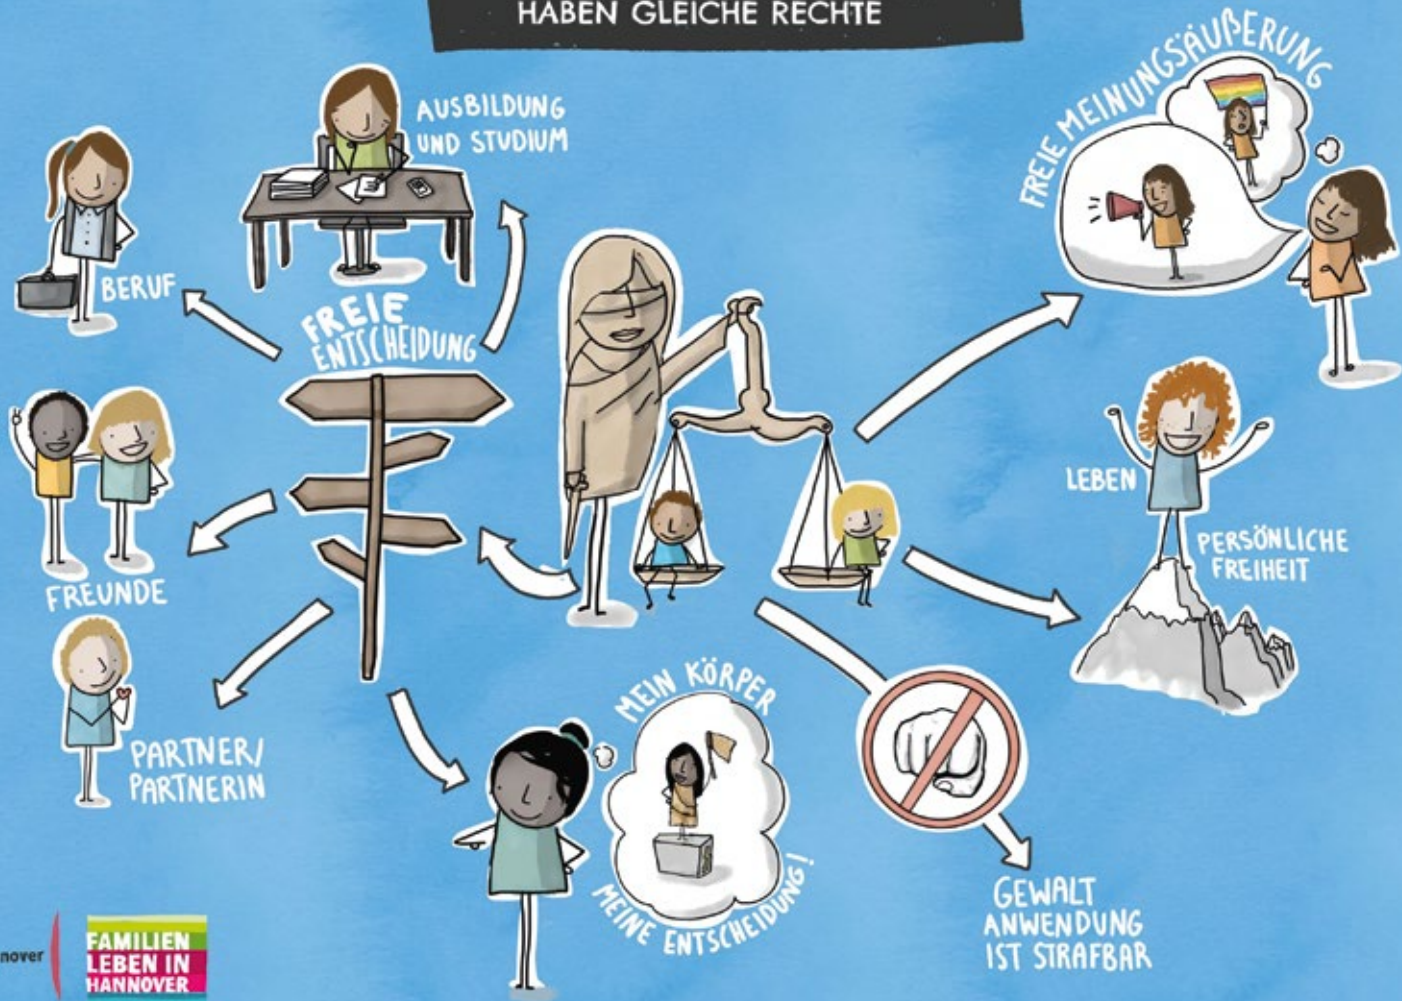 HABEN GLEICHE RECHTE
AUSBILDUNG
UND STUDIUM
BERUF
FREIE
ENTSCHEIDUNG
FREUNDE
PARTNER/
PARTNERIN
MEIN KÖRPER
MEINE ENTSCHEIDUNG!
FREIE MEINUNGSÄUßERUNG
LEBEN
PERSÖNLICHE
FREIHEIT
GEWALT
ANWENDUNG
IST STRAFBAR
nover
FAMILIEN
LEBEN IN
HANNOVER